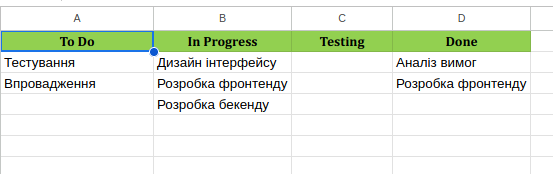 A B C D
To Do In Progress Testing Done
Тестування Дизайн інтерфейсу Аналіз вимог
Впровадження Розробка фронтенду Розробка фронтенду
Розробка бекенду